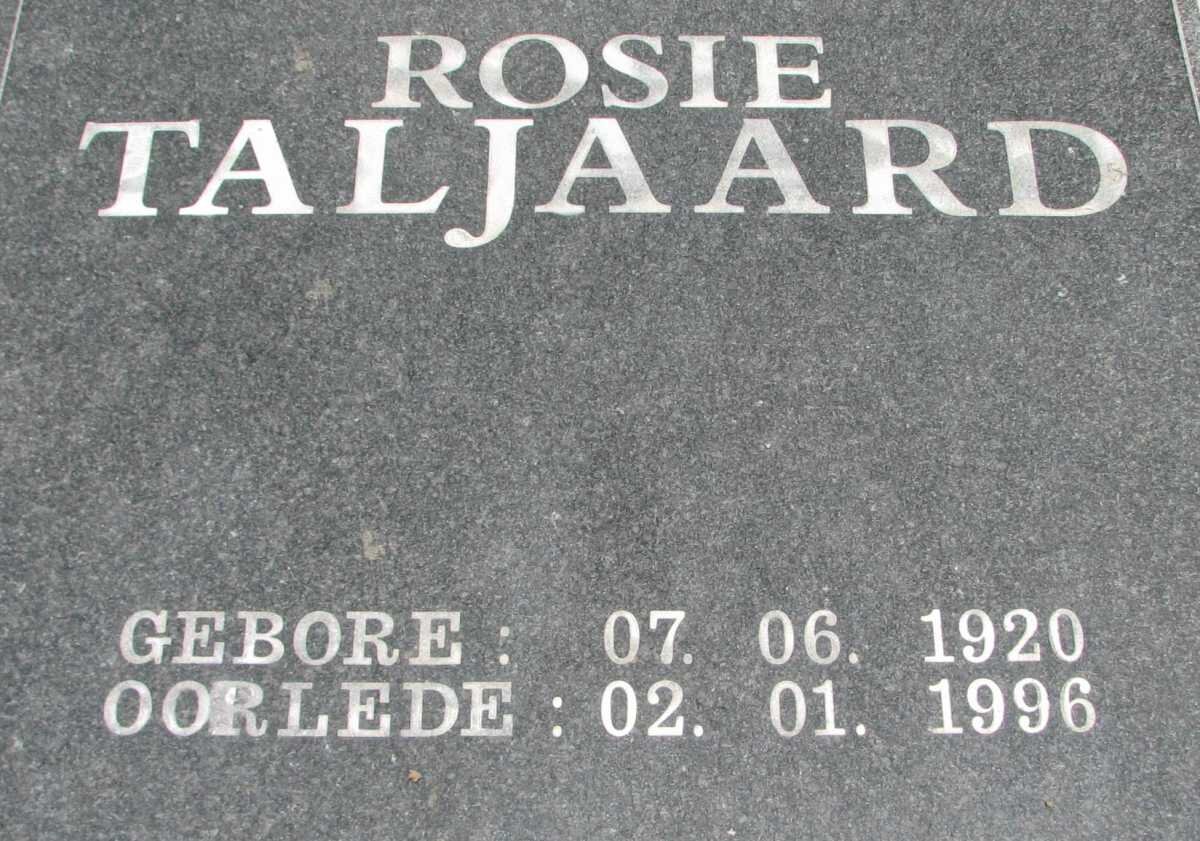 ROSIE
TALJAARD
GEBORE : 07. 06. 1920
OORLEDE : 02. 01. 1996